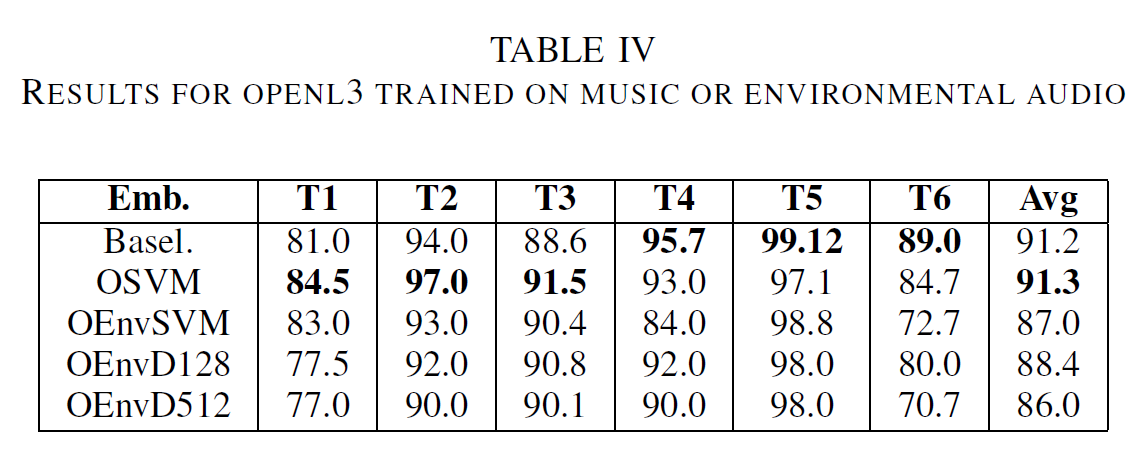 TABLE IV
RESULTS FOR OPENL3 TRAINED ON MUSIC OR ENVIRONMENTAL AUDIO
Emb. T1 T2 T3 T4 T5 T6 Avg
Basel. 81.0 94.0 88.6 95.7 99.12 89.0 91.2
OSVM 84.5 97.0 91.5 93.0 97.1 84.7 91.3
OEnvSVM 83.0 93.0 90.4 84.0 98.8 72.7 87.0
OEnvD128 77.5 92.0 90.8 92.0 98.0 80.0 88.4
OEnvD512 77.0 90.0 90.1 90.0 98.0 70.7 86.0